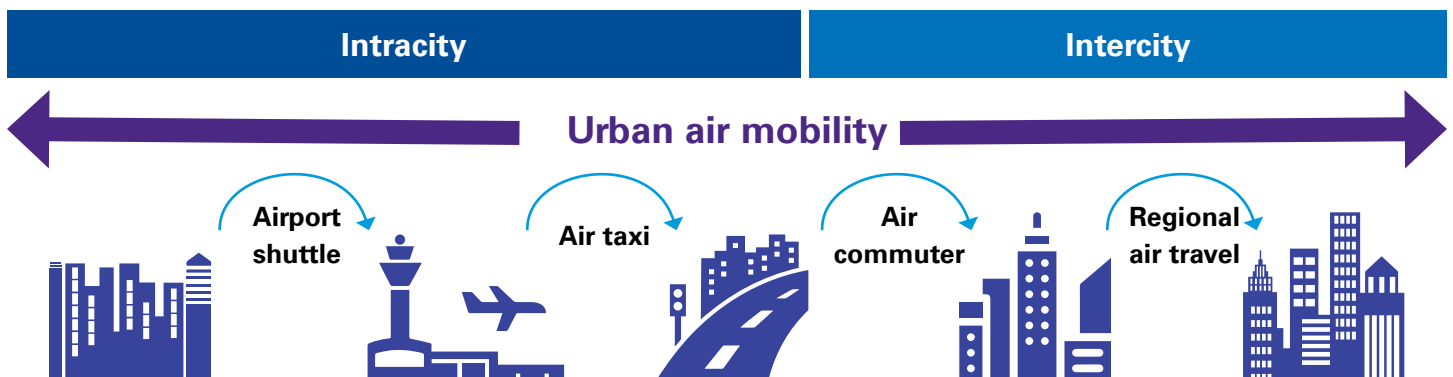 Intracity
Intercity
Urban air mobility
Airport
shuttle
Air taxi
Air
commuter
Regional
air travel